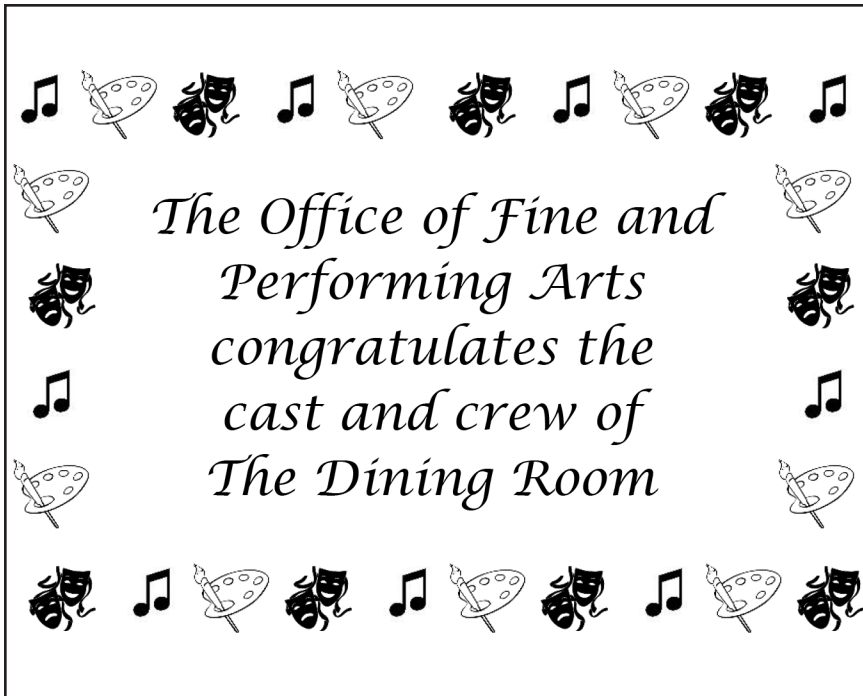 The Office of Fine and
Performing Arts
congratulates the
cast and crew of
The Dining Room